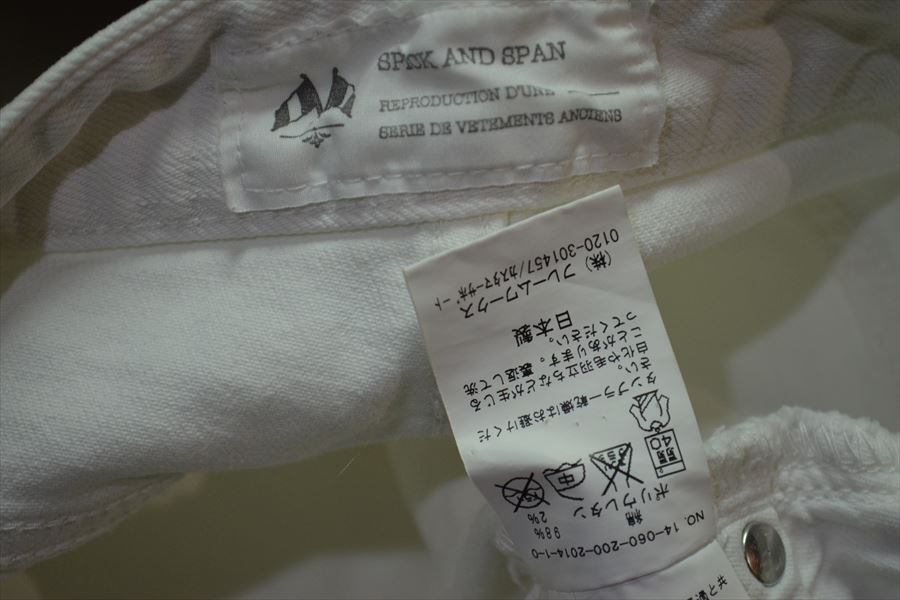 SPICK AND SPAN
REPRODUCTION D'UNE
SERIE DE VETEMENTS ANCIENS
NO. 14-060-200-2014-1-0
綿 98%
ポリウレタン 2%
40
中
タンブラー乾燥はお避けくだ
さい。
白化や毛羽立ちなどが生じる
ことがあります。裏返して洗
ってください。
日本製
(株) フレームワークス
0120-301457/カスタマーサポート